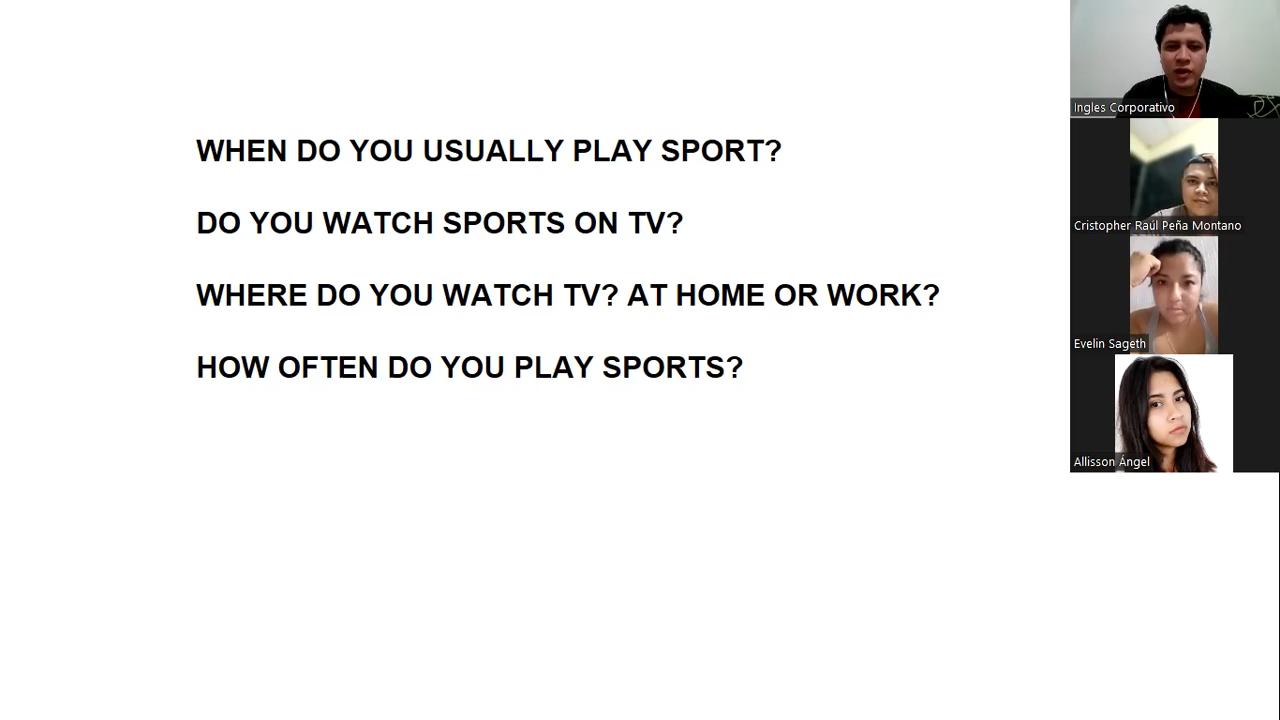 WHEN DO YOU USUALLY PLAY SPORT?
DO YOU WATCH SPORTS ON TV?
WHERE DO YOU WATCH TV? AT HOME OR WORK?
HOW OFTEN DO YOU PLAY SPORTS?
Ingles Corporativo
Cristopher Raúl Peña Montano
Evelin Sageth
Allisson Ángel